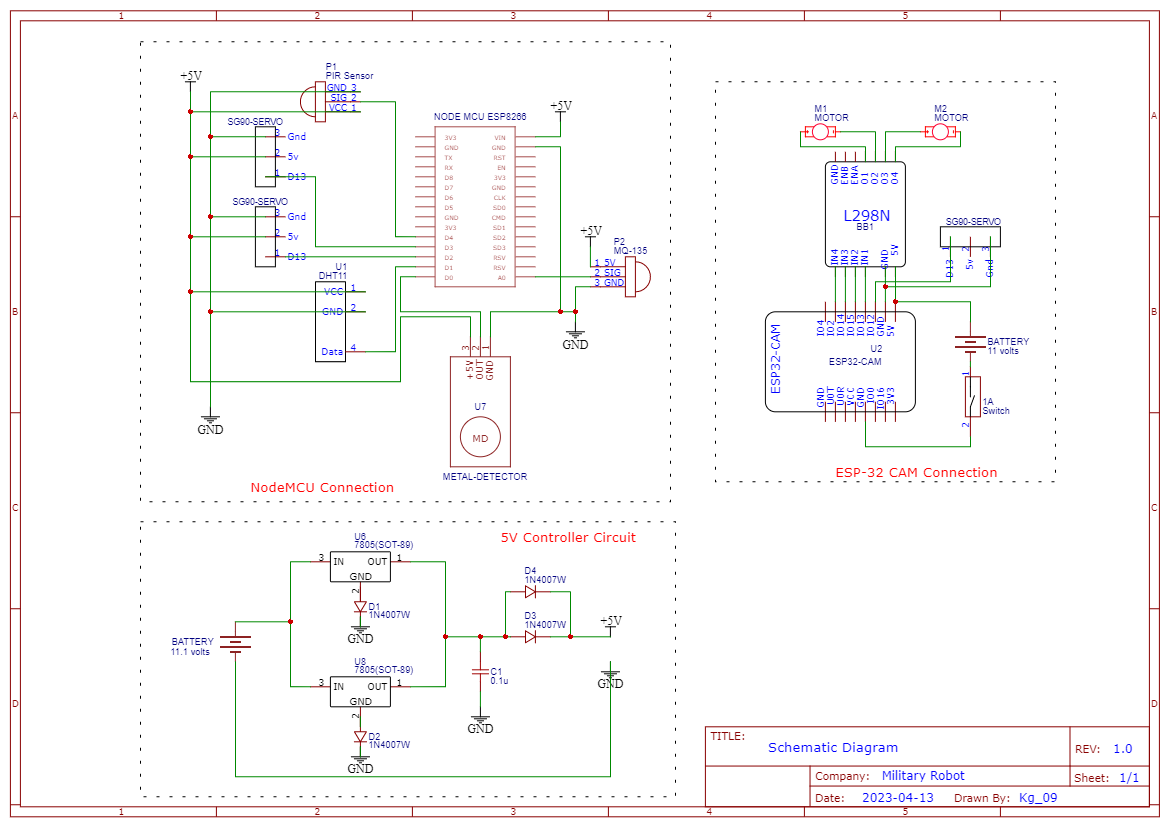 1 2 3 4 5
A
B
C
D
A
B
C
D
1 2 3 4 5
+5V
P1
PIR Sensor
GND 3
SIG 2
VCC 1
SG90-SERVO
3 Gnd
2 5v
1 D13
SG90-SERVO
3 Gnd
2 5v
1 D13
U1
DHT11
VCC 1
GND 2
Data 4
GND
NODE MCU ESP8266
3V3 VIN
GND GND
TX RST
RX EN
D8 3V3
D7 GND
D6 CLK
D5 SD0
GND CMD
3V3 SD1
D4 SD2
D3 SD3
D2 RSV
D1 RSV
D0 A0
+5V
+5V
P2
MQ-135
1 5V
2 SIG
3 GND
GND
3 2 1
+5V OUT GND
U7
MD
METAL-DETECTOR
NodeMCU Connection
M1
MOTOR
M2
MOTOR
GND ENB ENA O1 O2 O3 O4
L298N
BB1
IN4 IN3 IN2 IN1 GND 5V
SG90-SERVO
1 2 3
D13 5v Gnd
IO4 IO2 IO14 IO15 IO13 IO12 GND 5V
ESP32-CAM
U2
ESP32-CAM
GND U0T U0R VCC GND IO0 IO16 3V3
BATTERY
11 volts
1
1A
Switch
2
ESP-32 CAM Connection
5V Controller Circuit
U6
7805(SOT-89)
3 IN OUT 1
GND
2
D1
1N4007W
GND
BATTERY
11.1 volts
U8
7805(SOT-89)
3 IN OUT 1
GND
2
D2
1N4007W
GND
D4
1N4007W
D3
1N4007W
+5V
C1
0.1u
GND
GND
TITLE:
Schematic Diagram
REV: 1.0
Company: Military Robot
Sheet: 1/1
Date: 2023-04-13 Drawn By: Kg_09